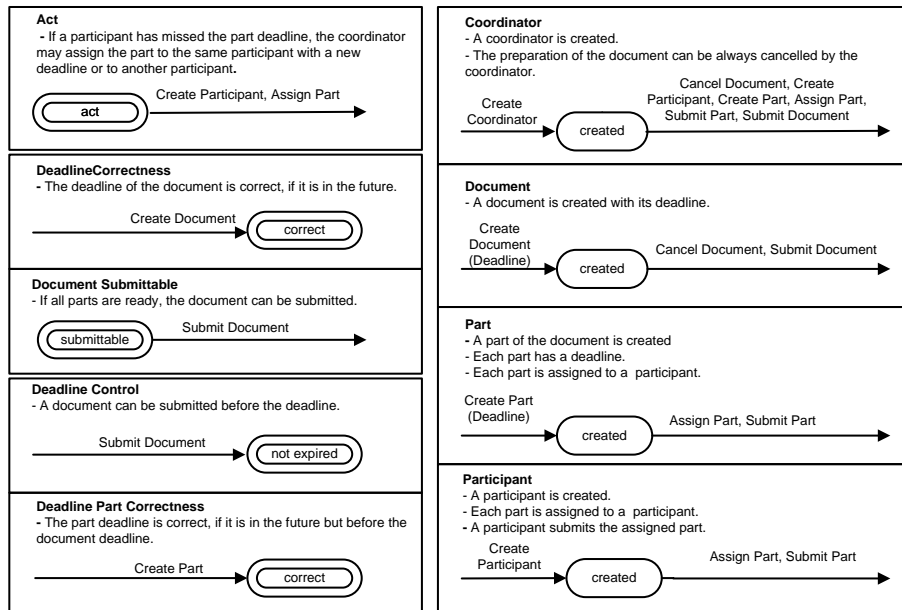 Act
- If a participant has missed the part deadline, the coordinator
may assign the part to the same participant with a new
deadline or to another participant.
Create Participant, Assign Part
act
DeadlineCorrectness
- The deadline of the document is correct, if it is in the future.
Create Document
correct
Document Submittable
- If all parts are ready, the document can be submitted.
Submit Document
submittable
Deadline Control
- A document can be submitted before the deadline.
Submit Document
not expired
Deadline Part Correctness
- The part deadline is correct, if it is in the future but before the
document deadline.
Create Part
correct
Coordinator
- A coordinator is created.
- The preparation of the document can be always cancelled by the
coordinator.
Cancel Document, Create
Participant, Create Part, Assign Part,
Submit Part, Submit Document
Create
Coordinator
created
Document
- A document is created with its deadline.
Create
Document
(Deadline)
Cancel Document, Submit Document
created
Part
- A part of the document is created
- Each part has a deadline.
- Each part is assigned to a  participant.
Create Part
(Deadline)
Assign Part, Submit Part
created
Participant
- A participant is created.
- Each part is assigned to a  participant.
- A participant submits the assigned part.
Create
Participant
Assign Part, Submit Part
created